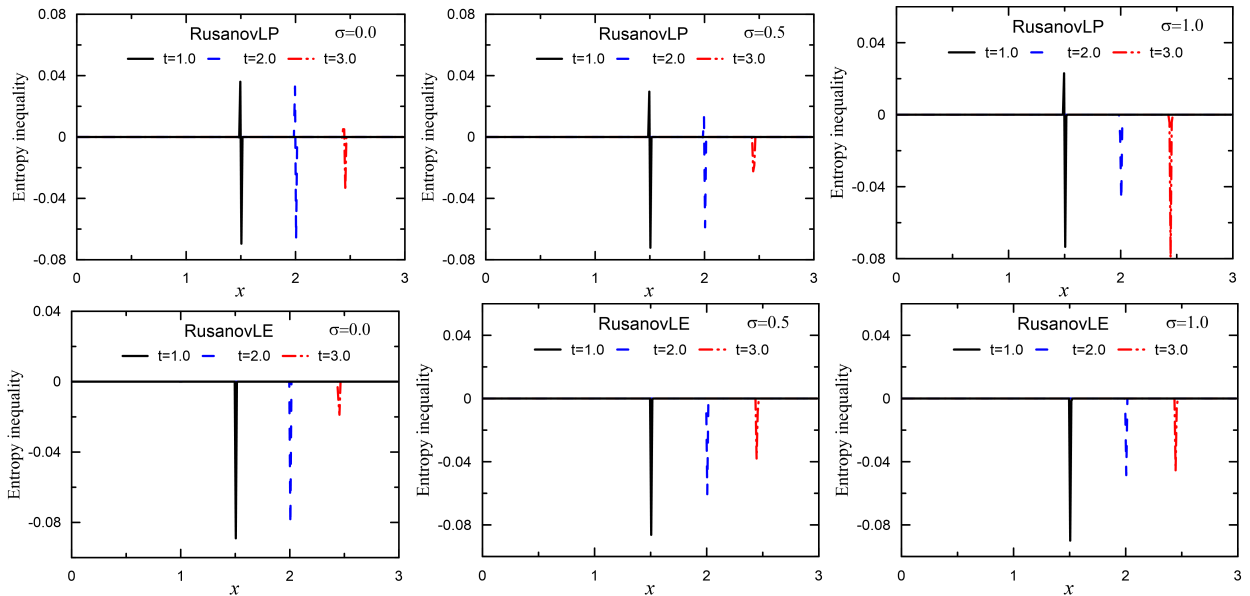 0.08
RusanovLP σ=0.0
t=1.0 t=2.0 t=3.0
0.04
0
-0.04
-0.08
Entropy inequality
0 1 2 3
x
0.08
RusanovLP σ=0.5
t=1.0 t=2.0 t=3.0
0.04
0
-0.04
-0.08
Entropy inequality
0 1 2 3
x
RusanovLP σ=1.0
0.04
t=1.0 t=2.0 t=3.0
0
-0.04
-0.08
Entropy inequality
0 1 2 3
x
0.04
RusanovLE σ=0.0
t=1.0 t=2.0 t=3.0
0
-0.04
-0.08
Entropy inequality
0 1 2 3
x
RusanovLE σ=0.5
0.04
t=1.0 t=2.0 t=3.0
0
-0.04
-0.08
Entropy inequality
0 1 2 3
x
RusanovLE σ=1.0
0.04
t=1.0 t=2.0 t=3.0
0
-0.04
-0.08
Entropy inequality
0 1 2 3
x